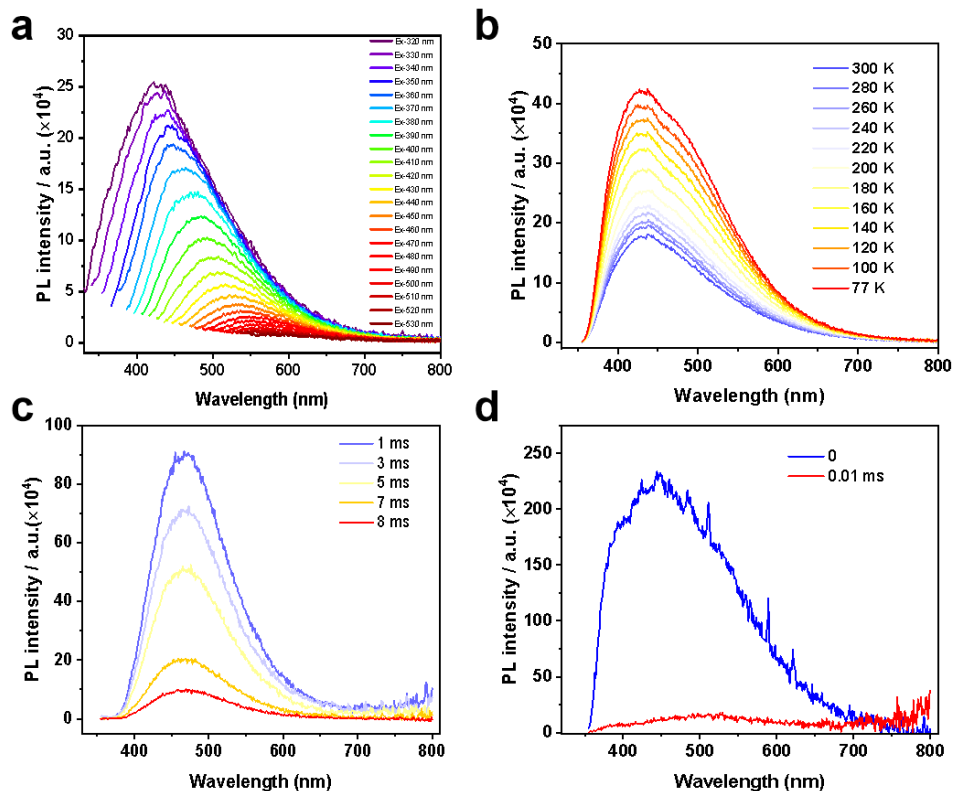 a
PL intensity / a.u. (×10⁴)
30
25
20
15
10
5
0
400
500
600
700
800
Wavelength (nm)
Ex-320 nm
Ex-330 nm
Ex-340 nm
Ex-350 nm
Ex-360 nm
Ex-370 nm
Ex-380 nm
Ex-390 nm
Ex-400 nm
Ex-410 nm
Ex-420 nm
Ex-430 nm
Ex-440 nm
Ex-450 nm
Ex-460 nm
Ex-470 nm
Ex-480 nm
Ex-490 nm
Ex-500 nm
Ex-510 nm
Ex-520 nm
Ex-530 nm
b
PL intensity / a.u. (×10⁴)
50
40
30
20
10
0
400
500
600
700
800
Wavelength (nm)
300 K
280 K
260 K
240 K
220 K
200 K
180 K
160 K
140 K
120 K
100 K
77 K
c
PL intensity / a.u.(×10⁴)
100
80
60
40
20
0
400
500
600
700
800
Wavelength (nm)
1 ms
3 ms
5 ms
7 ms
8 ms
d
PL intensity / a.u. (×10⁴)
250
200
150
100
250
0
400
500
600
700
800
Wavelength (nm)
0
0.01 ms